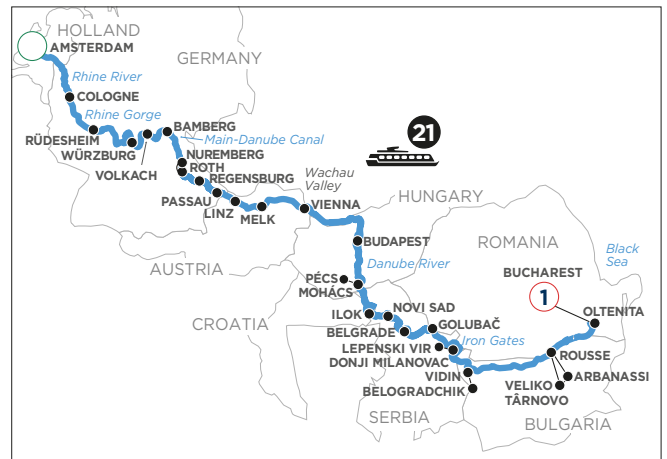 HOLLAND
AMSTERDAM
GERMANY
Rhine River
COLOGNE
Rhine Gorge
BAMBERG
Main-Danube Canal
RÜDESHEIM
WÜRZBURG
VOLKACH
NUREMBERG
ROTH
REGENSBURG
21
Wachau
Valley
PASSAU
LINZ
MELK
VIENNA
HUNGARY
BUDAPEST
ROMANIA
Black
Sea
AUSTRIA
PÉCS
MOHÁCS
Danube River
BUCHAREST
1
OLTENITA
CROATIA
ILOK
NOVI SAD
BELGRADE
GOLUBAČ
Iron Gates
LEPENSKI VIR
DONJI MILANOVAC
ROUSSE
VIDIN
BELOGRADCHIK
ARBANASSI
VELIKO
TÂRNOVO
SERBIA
BULGARIA